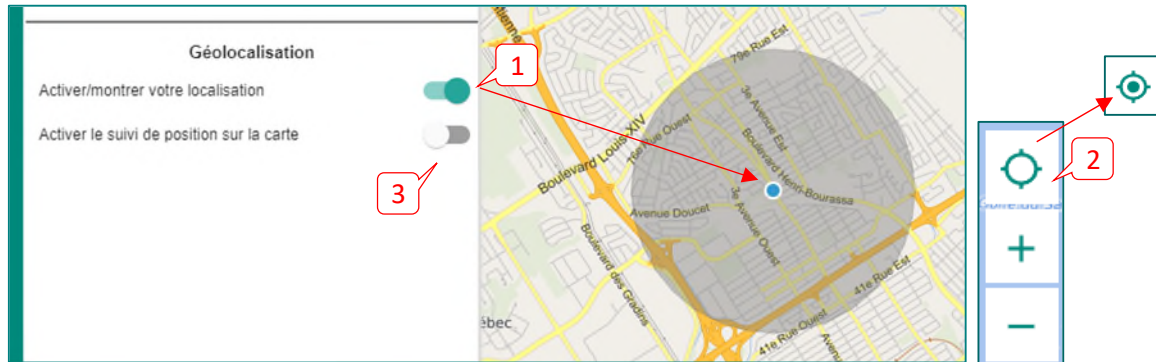 Géolocalisation
Activer/montrer votre localisation
Activer le suivi de position sur la carte
1
3
79e Rue Est
3e Avenue Est
76e Rue Ouest
Boulevard Louis-XIV
Boulevard Henri-Bourassa
Avenue Doucet
3e Avenue Ouest
Boulevard des Gradins
41e Rue Est
41e Rue Ouest
ébec
2
+
−